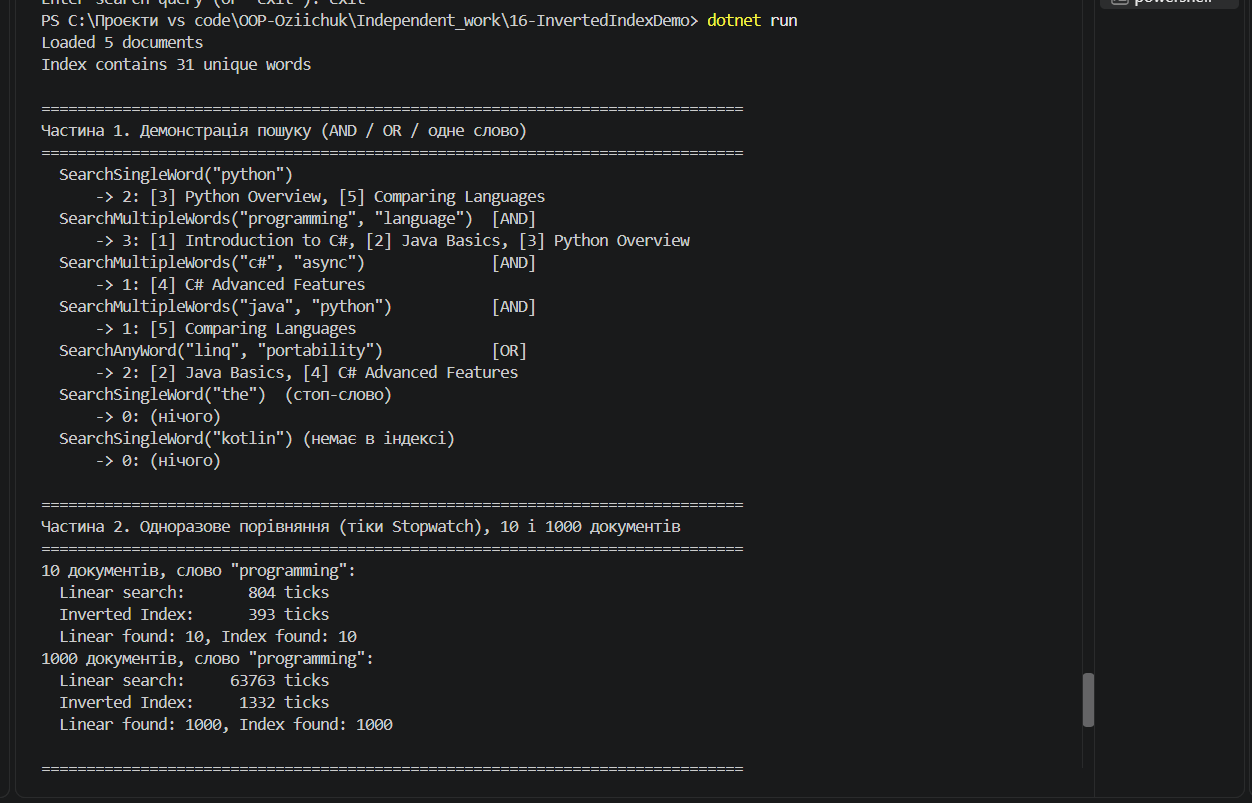 Enter search query (or 'exit'): exit
powershell
PS C:\Проєкти vs code\OOP-Oziichuk\Independent_work\16-InvertedIndexDemo> dotnet run
Loaded 5 documents
Index contains 31 unique words
==============================================================================
Частина 1. Демонстрація пошуку (AND / OR / одне слово)
==============================================================================
SearchSingleWord("python")
-> 2: [3] Python Overview, [5] Comparing Languages
SearchMultipleWords("programming", "language") [AND]
-> 3: [1] Introduction to C#, [2] Java Basics, [3] Python Overview
SearchMultipleWords("c#", "async") [AND]
-> 1: [4] C# Advanced Features
SearchMultipleWords("java", "python") [AND]
-> 1: [5] Comparing Languages
SearchAnyWord("linq", "portability") [OR]
-> 2: [2] Java Basics, [4] C# Advanced Features
SearchSingleWord("the") (стоп-слово)
-> 0: (нічого)
SearchSingleWord("kotlin") (немає в індексі)
-> 0: (нічого)
==============================================================================
Частина 2. Одноразове порівняння (тіки Stopwatch), 10 і 1000 документів
==============================================================================
10 документів, слово "programming":
Linear search: 804 ticks
Inverted Index: 393 ticks
Linear found: 10, Index found: 10
1000 документів, слово "programming":
Linear search: 63763 ticks
Inverted Index: 1332 ticks
Linear found: 1000, Index found: 1000
==============================================================================